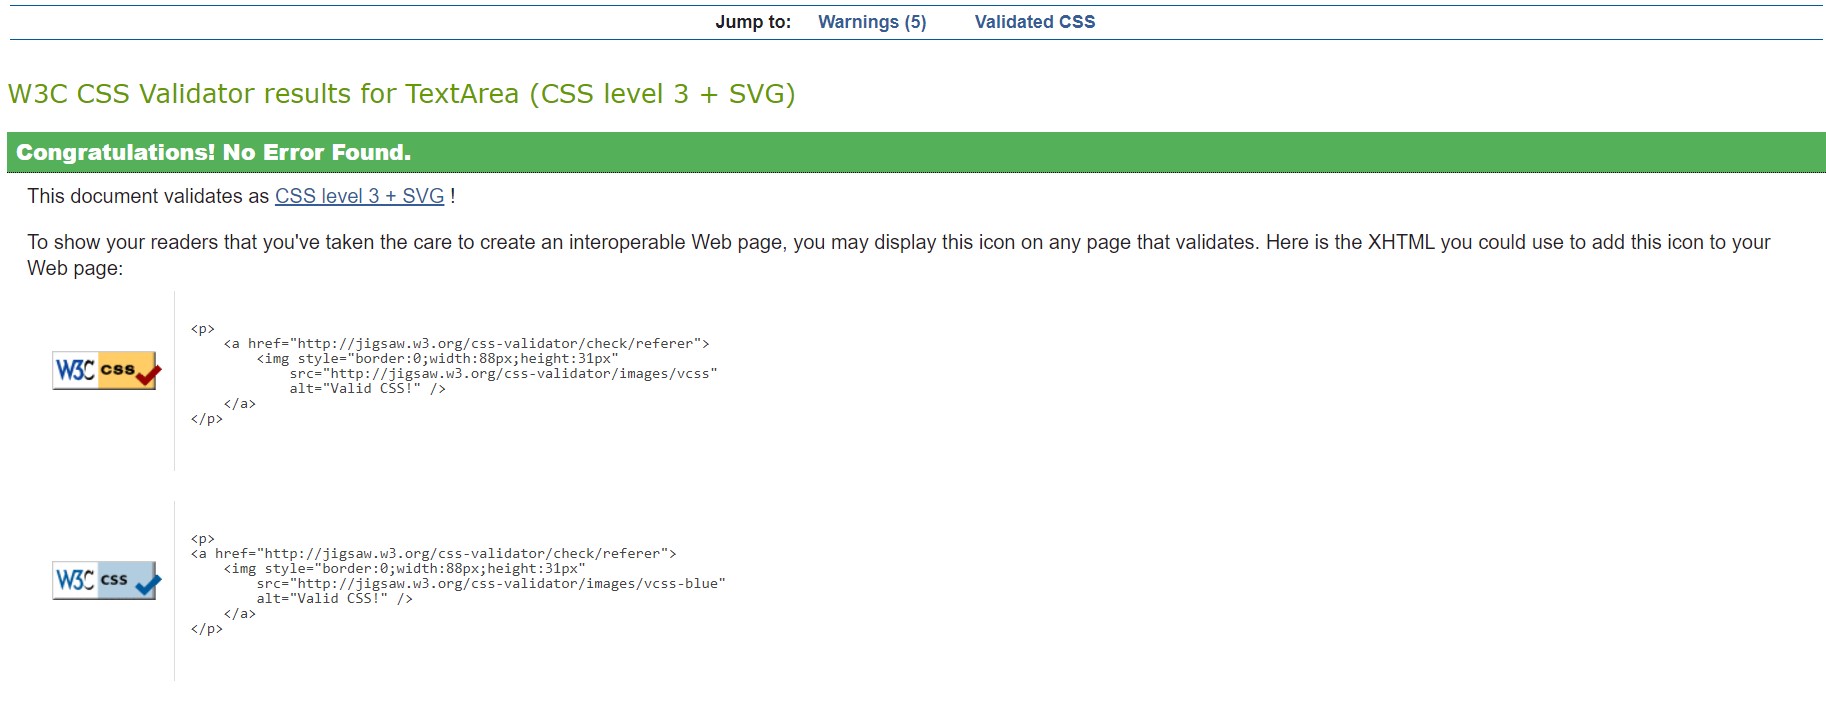 Jump to: Warnings (5) Validated CSS
W3C CSS Validator results for TextArea (CSS level 3 + SVG)
Congratulations! No Error Found.
This document validates as CSS level 3 + SVG !
To show your readers that you've taken the care to create an interoperable Web page, you may display this icon on any page that validates. Here is the XHTML you could use to add this icon to your
Web page:
W3C css
<p>
<a href="http://jigsaw.w3.org/css-validator/check/referer">
<img style="border:0;width:88px;height:31px"
src="http://jigsaw.w3.org/css-validator/images/vcss"
alt="Valid CSS!" />
</a>
</p>
W3C css
<p>
<a href="http://jigsaw.w3.org/css-validator/check/referer">
<img style="border:0;width:88px;height:31px"
src="http://jigsaw.w3.org/css-validator/images/vcss-blue"
alt="Valid CSS!" />
</a>
</p>